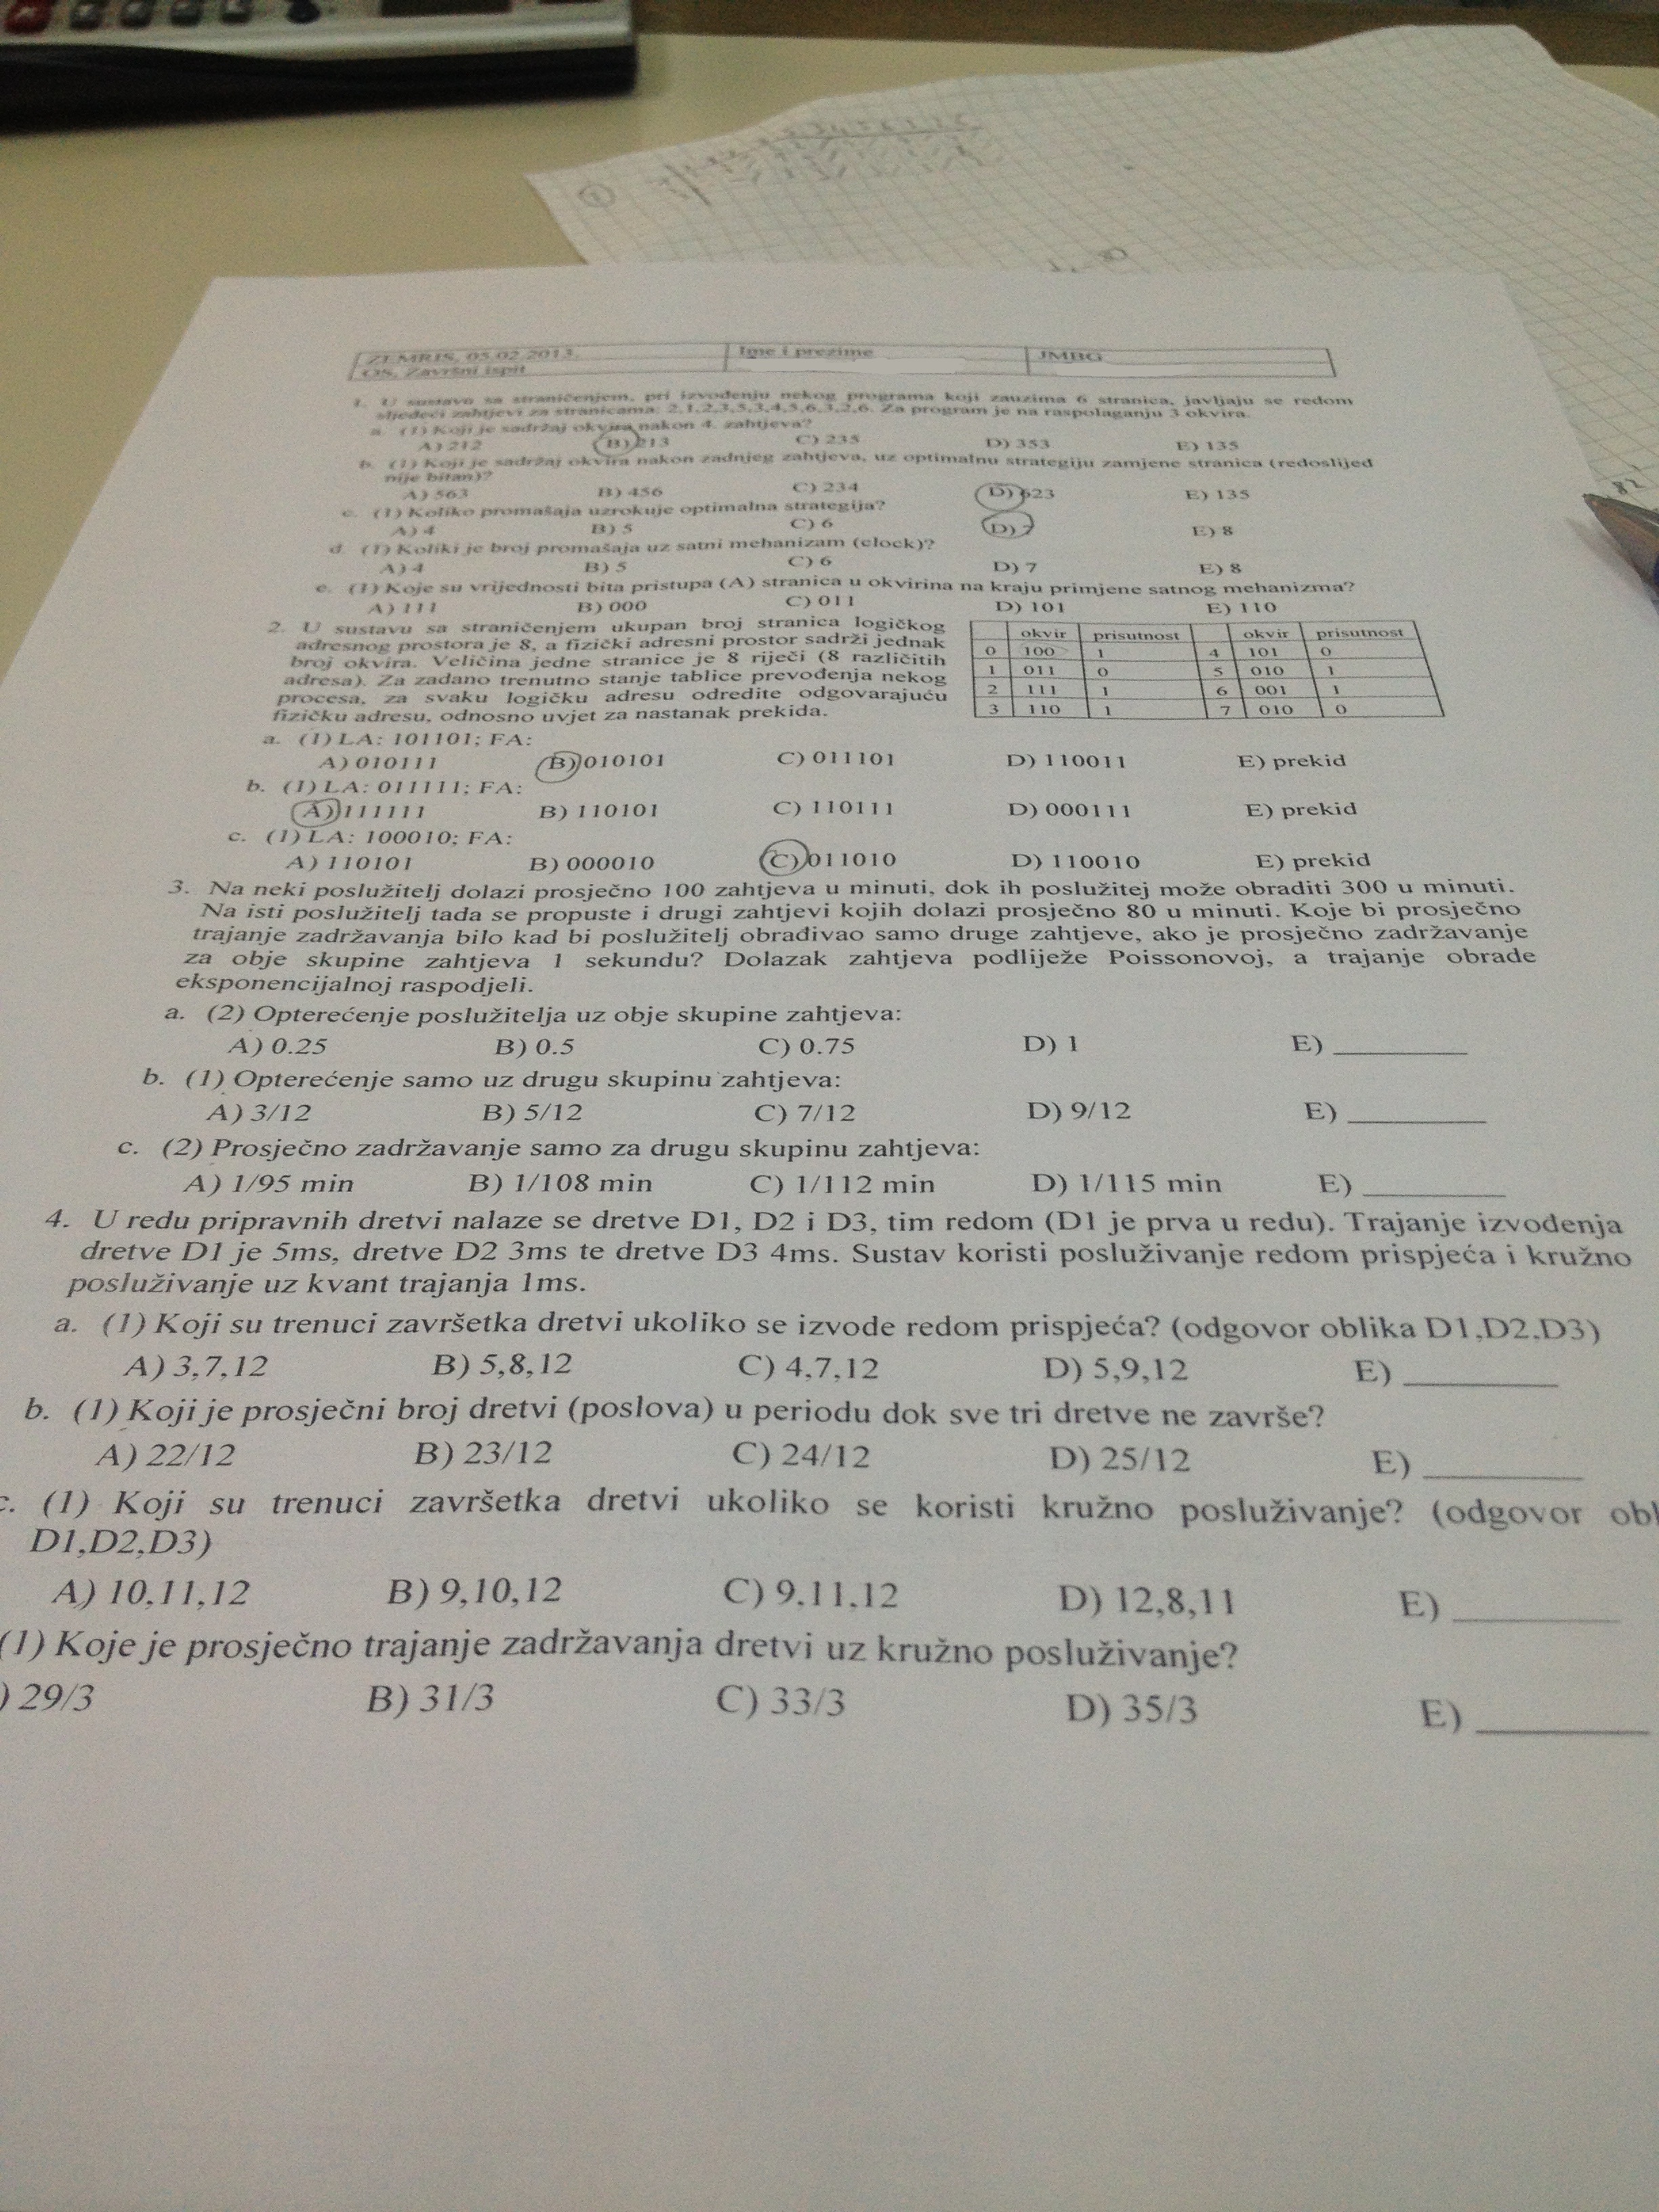 ZEMRIS, 05.02.2013. Ime i prezime JMBG
OS, Završni ispit
1. U sustavu sa straničenjem, pri izvođenju nekog programa koji zauzima 6 stranica, javljaju se redom
sljedeći zahtjevi za stranicama: 2,1,2,3,5,3,4,5,6,3,2,6. Za program je na raspolaganju 3 okvira.
a. (1) Koji je sadržaj okvira nakon 4. zahtjeva?
A) 212 B) 213 C) 235 D) 353 E) 135
b. (1) Koji je sadržaj okvira nakon zadnjeg zahtjeva, uz optimalnu strategiju zamjene stranica (redoslijed
nije bitan)?
A) 563 B) 456 C) 234 D) 623 E) 135
c. (1) Koliko promašaja uzrokuje optimalna strategija?
A) 4 B) 5 C) 6 D) 7 E) 8
d. (1) Koliki je broj promašaja uz satni mehanizam (clock)?
A) 4 B) 5 C) 6 D) 7 E) 8
e. (1) Koje su vrijednosti bita pristupa (A) stranica u okvirina na kraju primjene satnog mehanizma?
A) 111 B) 000 C) 011 D) 101 E) 110
2. U sustavu sa straničenjem ukupan broj stranica logičkog
adresnog prostora je 8, a fizički adresni prostor sadrži jednak
broj okvira. Veličina jedne stranice je 8 riječi (8 različitih
adresa). Za zadano trenutno stanje tablice prevođenja nekog
procesa, za svaku logičku adresu odredite odgovarajuću
fizičku adresu, odnosno uvjet za nastanak prekida.
okvir prisutnost okvir prisutnost
0 100 1 4 101 0
1 011 0 5 010 1
2 111 1 6 001 1
3 110 1 7 010 0
a. (1) LA: 101101; FA:
A) 010111 B) 010101 C) 011101 D) 110011 E) prekid
b. (1) LA: 011111; FA:
A) 111111 B) 110101 C) 110111 D) 000111 E) prekid
c. (1) LA: 100010; FA:
A) 110101 B) 000010 C) 011010 D) 110010 E) prekid
3. Na neki poslužitelj dolazi prosječno 100 zahtjeva u minuti, dok ih poslužitej može obraditi 300 u minuti.
Na isti poslužitelj tada se propuste i drugi zahtjevi kojih dolazi prosječno 80 u minuti. Koje bi prosječno
trajanje zadržavanja bilo kad bi poslužitelj obrađivao samo druge zahtjeve, ako je prosječno zadržavanje
za obje skupine zahtjeva 1 sekundu? Dolazak zahtjeva podliježe Poissonovoj, a trajanje obrade
eksponencijalnoj raspodjeli.
a. (2) Opterećenje poslužitelja uz obje skupine zahtjeva:
A) 0.25 B) 0.5 C) 0.75 D) 1 E) ________
b. (1) Opterećenje samo uz drugu skupinu zahtjeva:
A) 3/12 B) 5/12 C) 7/12 D) 9/12 E) ________
c. (2) Prosječno zadržavanje samo za drugu skupinu zahtjeva:
A) 1/95 min B) 1/108 min C) 1/112 min D) 1/115 min E) ________
4. U redu pripravnih dretvi nalaze se dretve D1, D2 i D3, tim redom (D1 je prva u redu). Trajanje izvođenja
dretve D1 je 5ms, dretve D2 3ms te dretve D3 4ms. Sustav koristi posluživanje redom prispjeća i kružno
posluživanje uz kvant trajanja 1ms.
a. (1) Koji su trenuci završetka dretvi ukoliko se izvode redom prispjeća? (odgovor oblika D1,D2,D3)
A) 3,7,12 B) 5,8,12 C) 4,7,12 D) 5,9,12 E) ________
b. (1) Koji je prosječni broj dretvi (poslova) u periodu dok sve tri dretve ne završe?
A) 22/12 B) 23/12 C) 24/12 D) 25/12 E) ________
c. (1) Koji su trenuci završetka dretvi ukoliko se koristi kružno posluživanje? (odgovor obl
D1,D2,D3)
A) 10,11,12 B) 9,10,12 C) 9,11,12 D) 12,8,11 E) ________
(1) Koje je prosječno trajanje zadržavanja dretvi uz kružno posluživanje?
) 29/3 B) 31/3 C) 33/3 D) 35/3 E) ________